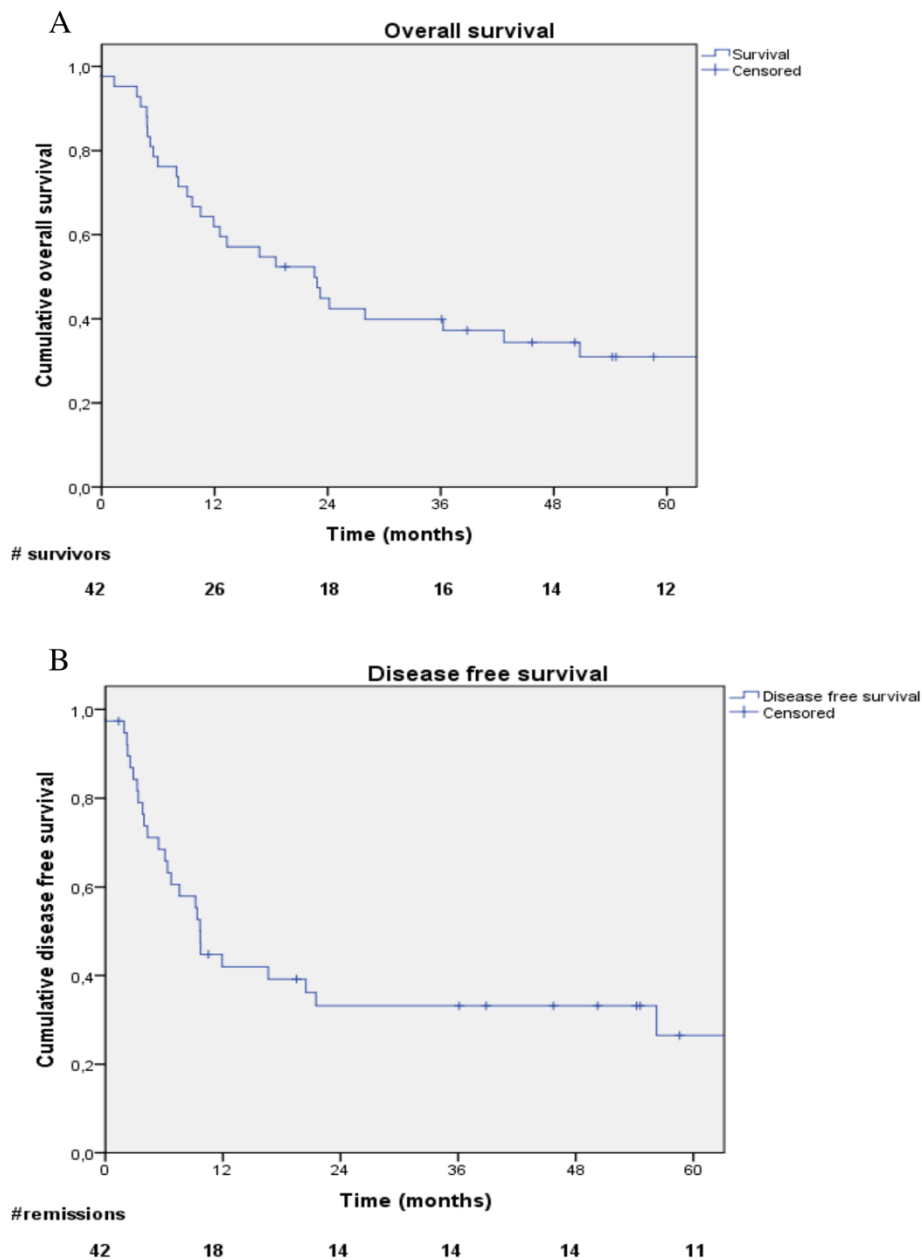 A
Overall survival
Survival
Censored
Cumulative overall survival
1,0
0,8
0,6
0,4
0,2
0,0
0 12 24 36 48 60
Time (months)
# survivors
42 26 18 16 14 12
B
Disease free survival
Disease free survival
Censored
Cumulative disease free survival
1,0
0,8
0,6
0,4
0,2
0,0
0 12 24 36 48 60
Time (months)
#remissions
42 18 14 14 14 11